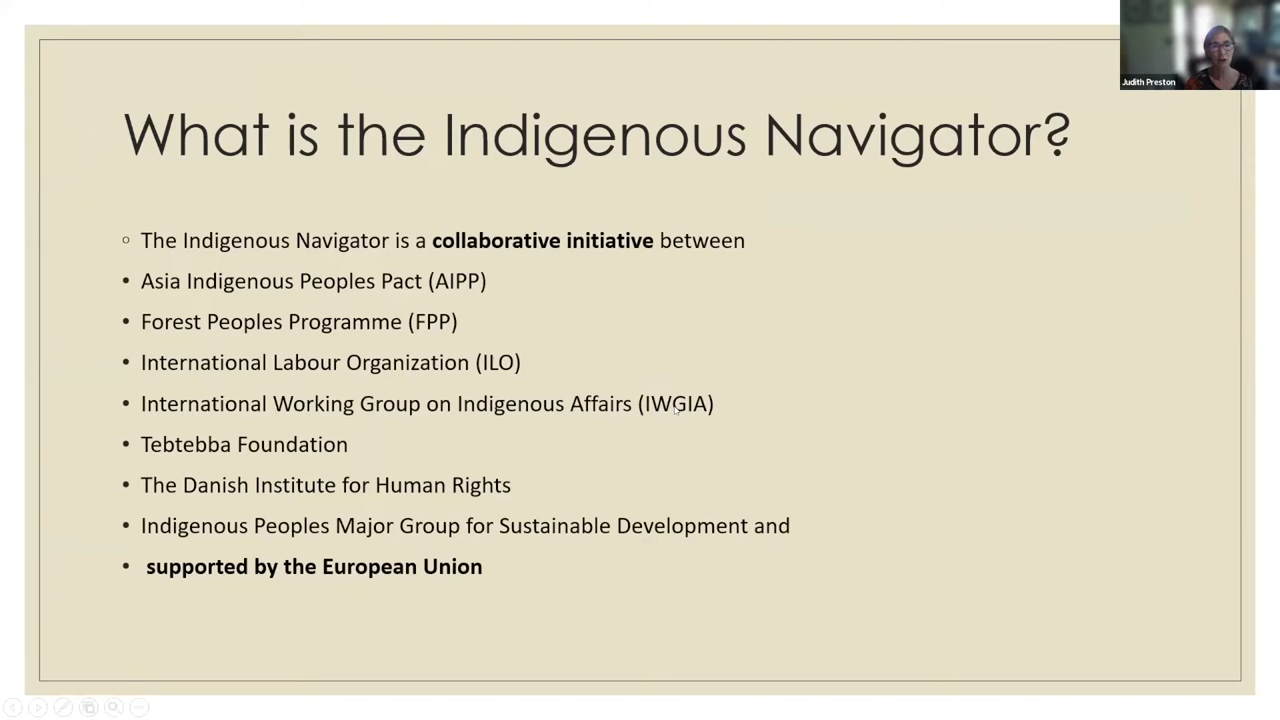 Judith Preston
What is the Indigenous Navigator?
The Indigenous Navigator is a collaborative initiative between
Asia Indigenous Peoples Pact (AIPP)
Forest Peoples Programme (FPP)
International Labour Organization (ILO)
International Working Group on Indigenous Affairs (IWGIA)
Tebtebba Foundation
The Danish Institute for Human Rights
Indigenous Peoples Major Group for Sustainable Development and
supported by the European Union